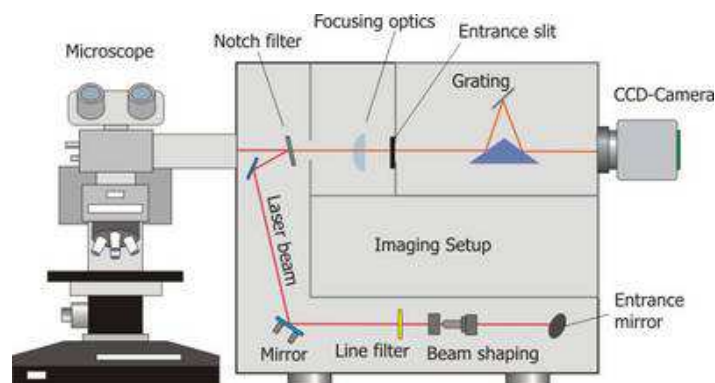 Focusing optics
Notch filter
Entrance slit
Microscope
Grating
CCD-Camera
Laser beam
Imaging Setup
Entrance
mirror
Mirror
Line filter
Beam shaping